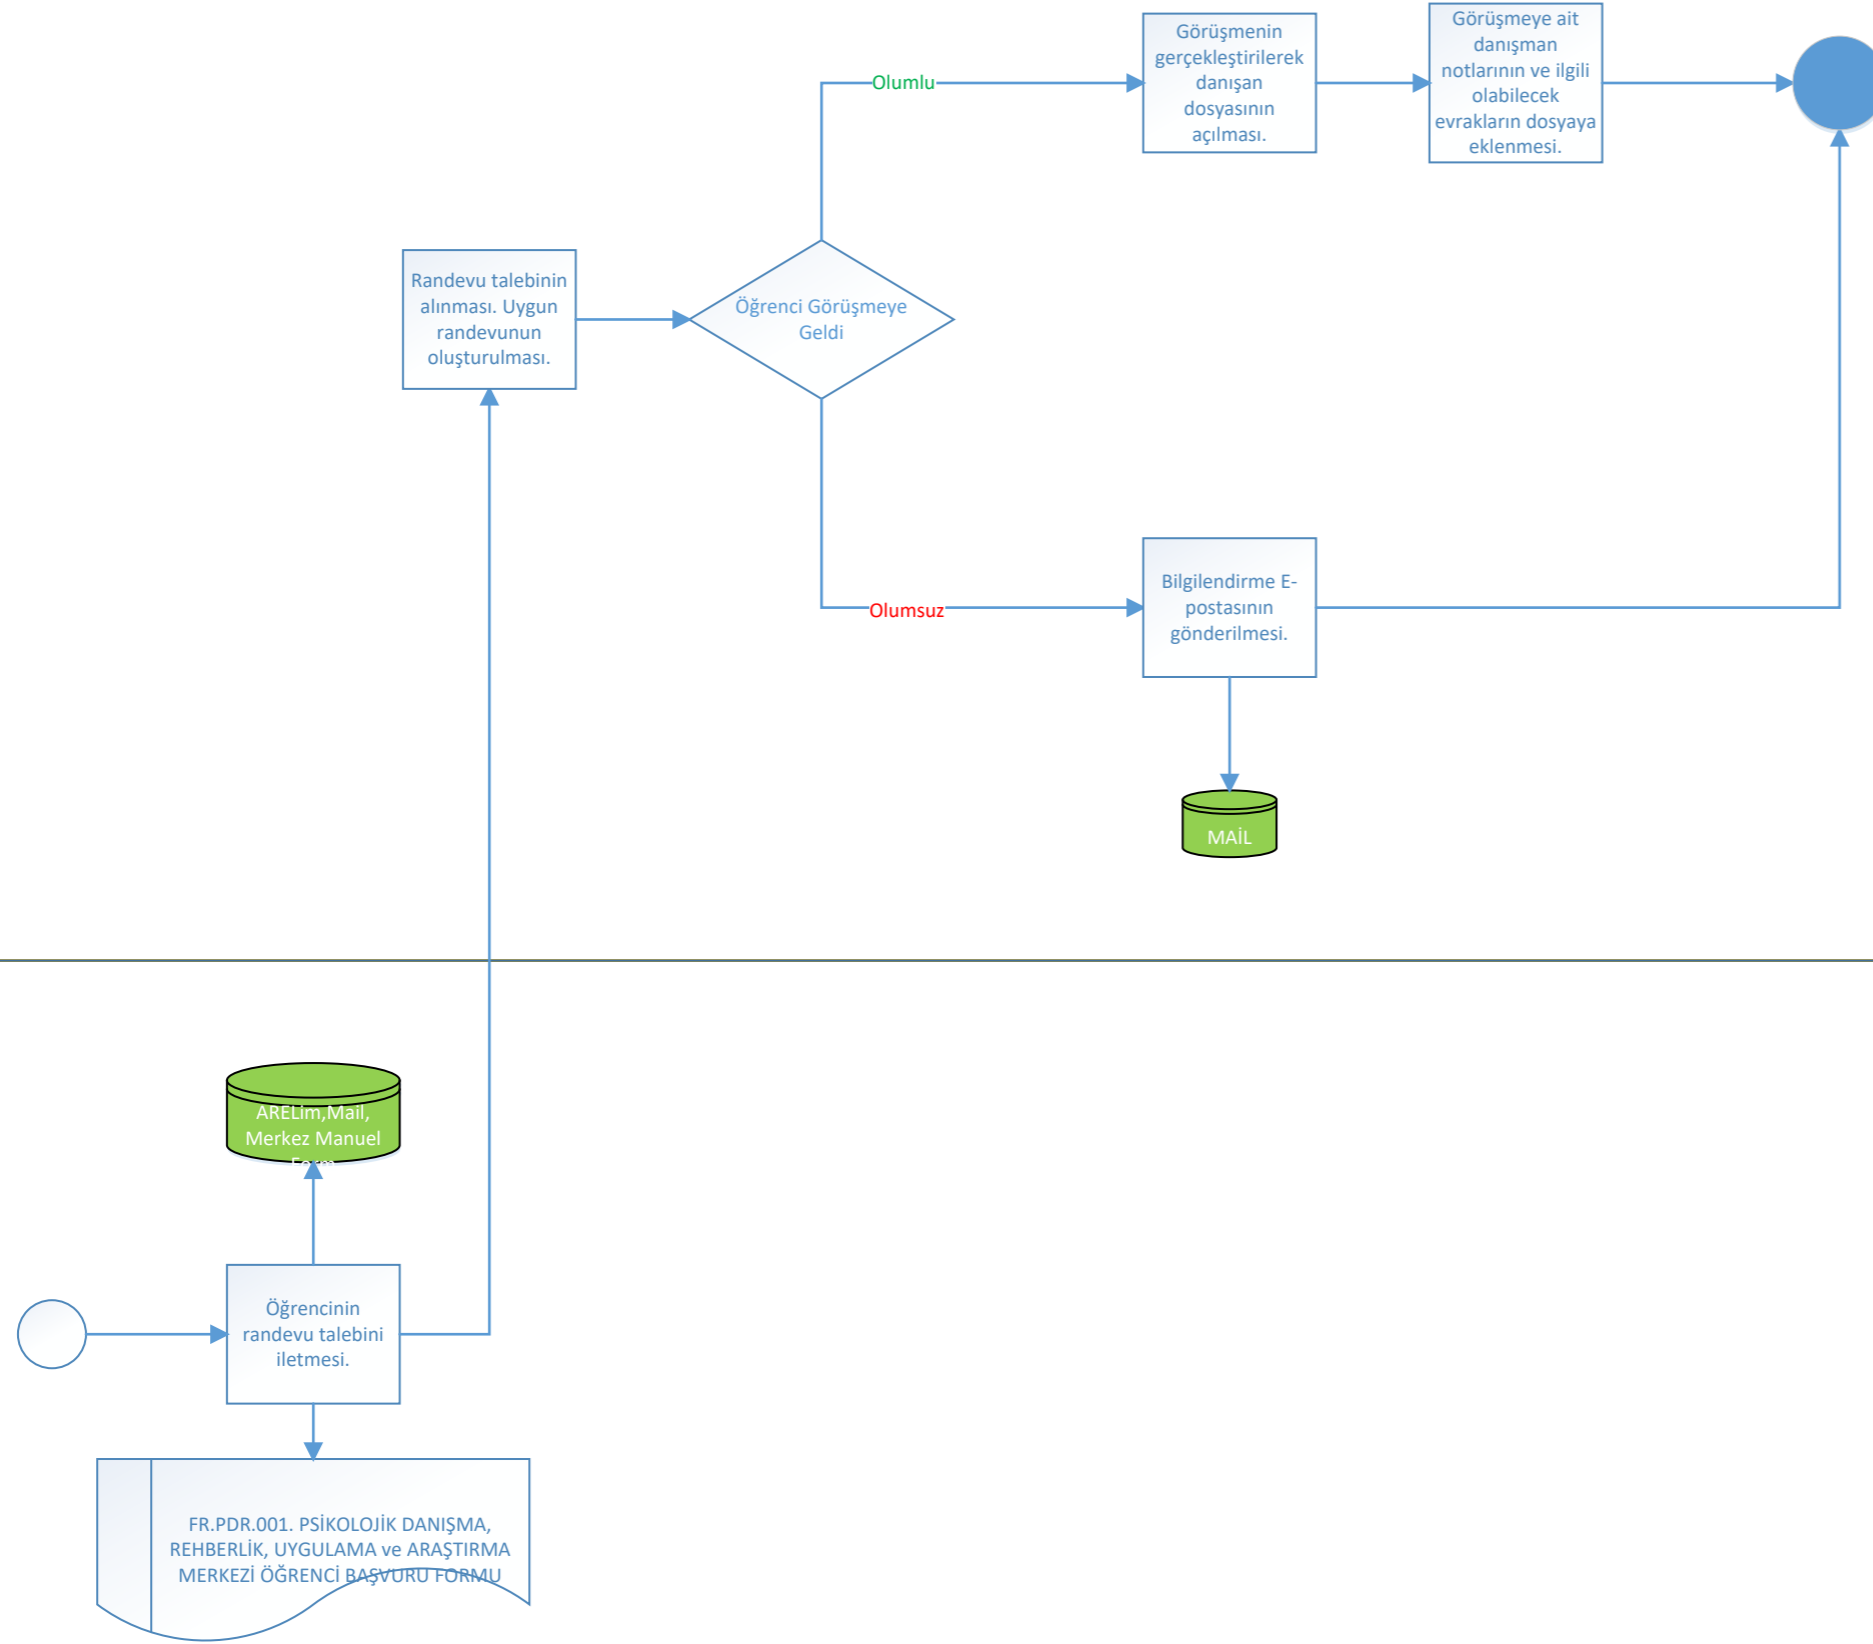 Görüşmenin
gerçekleştirilerek
danışan
dosyasının
açılması.
Görüşmeye ait
danışman
notlarının ve ilgili
olabilecek
evrakların dosyaya
eklenmesi.
Olumlu
Randevu talebinin
alınması. Uygun
randevunun
oluşturulması.
Öğrenci Görüşmeye
Geldi
Olumsuz
Bilgilendirme E-
postasının
gönderilmesi.
MAİL
ARELim,Mail,
Merkez Manuel
Form
Öğrencinin
randevu talebini
iletmesi.
FR.PDR.001. PSİKOLOJİK DANIŞMA,
REHBERLİK, UYGULAMA ve ARAŞTIRMA
MERKEZİ ÖĞRENCİ BAŞVURU FORMU